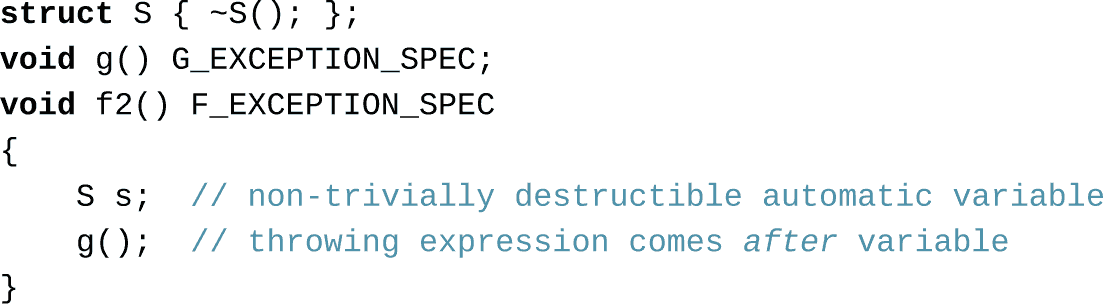 struct S { ~S(); };
void g() G_EXCEPTION_SPEC;
void f2() F_EXCEPTION_SPEC
{
    S s;  // non-trivially destructible automatic variable
    g();  // throwing expression comes after variable
}